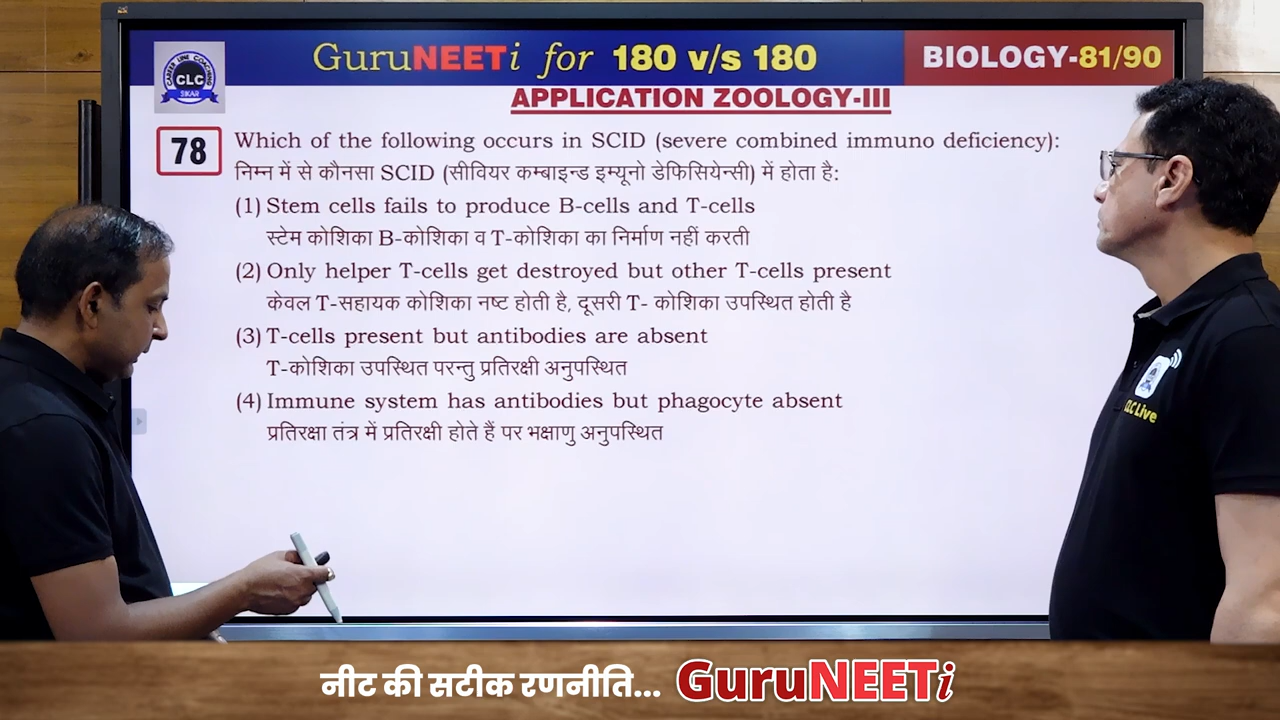 GuruNEETi for 180 v/s 180
BIOLOGY-81/90
CLC
SIKAR
APPLICATION ZOOLOGY-III
78
Which of the following occurs in SCID (severe combined immuno deficiency):
निम्न में से कौनसा SCID (सीवियर कम्बाइन्ड इम्यूनो डेफिसियेन्सी) में होता है:
(1) Stem cells fails to produce B-cells and T-cells
स्टेम कोशिका B-कोशिका व T-कोशिका का निर्माण नहीं करती
(2) Only helper T-cells get destroyed but other T-cells present
केवल T-सहायक कोशिका नष्ट होती है, दूसरी T- कोशिका उपस्थित होती है
(3) T-cells present but antibodies are absent
T-कोशिका उपस्थित परन्तु प्रतिरक्षी अनुपस्थित
(4) Immune system has antibodies but phagocyte absent
प्रतिरक्षा तंत्र में प्रतिरक्षी होते हैं पर भक्षाणु अनुपस्थित
CLC Live
नीट की सटीक रणनीति... GuruNEETi